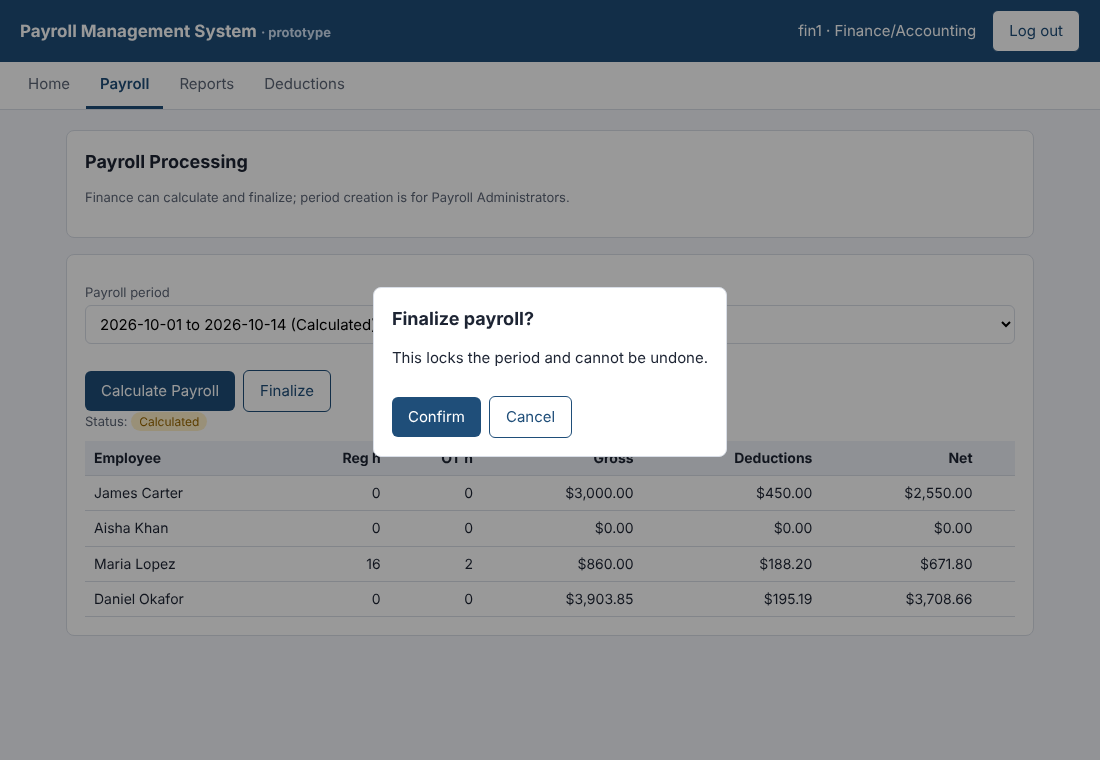 Payroll Management System · prototype
fin1 · Finance/Accounting
Log out
Home Payroll Reports Deductions
Payroll Processing
Finance can calculate and finalize; period creation is for Payroll Administrators.
Payroll period
2026-10-01 to 2026-10-14 (Calculated)
Finalize payroll?
This locks the period and cannot be undone.
Confirm Cancel
Calculate Payroll Finalize
Status: Calculated
Employee Reg h OT h Gross Deductions Net
James Carter 0 0 $3,000.00 $450.00 $2,550.00
Aisha Khan 0 0 $0.00 $0.00 $0.00
Maria Lopez 16 2 $860.00 $188.20 $671.80
Daniel Okafor 0 0 $3,903.85 $195.19 $3,708.66